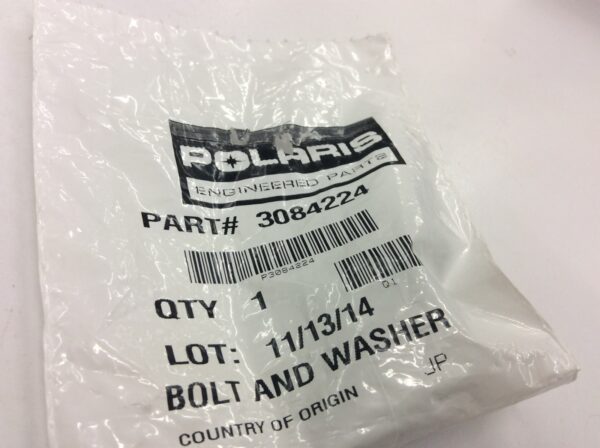 POLARIS
ENGINEERED PARTS
PART# 3084224
P3084224
QTY 1
Q1
LOT: 11/13/14
BOLT AND WASHER
COUNTRY OF ORIGIN JP